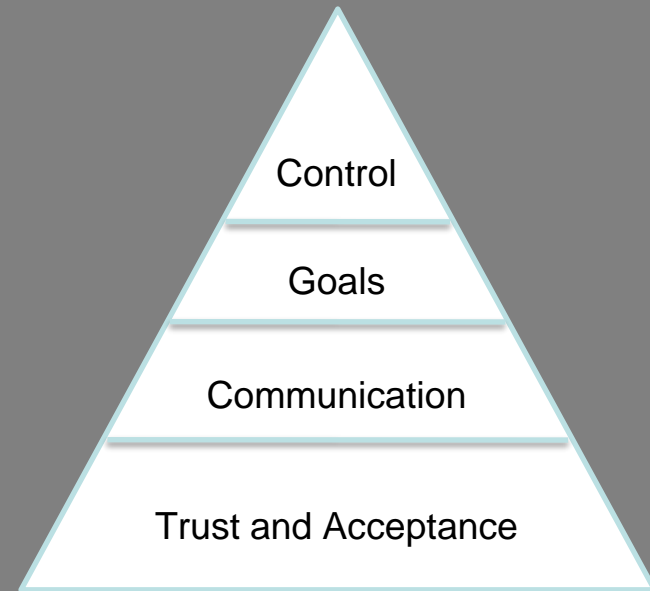 Control
Goals
Communication
Trust and Acceptance